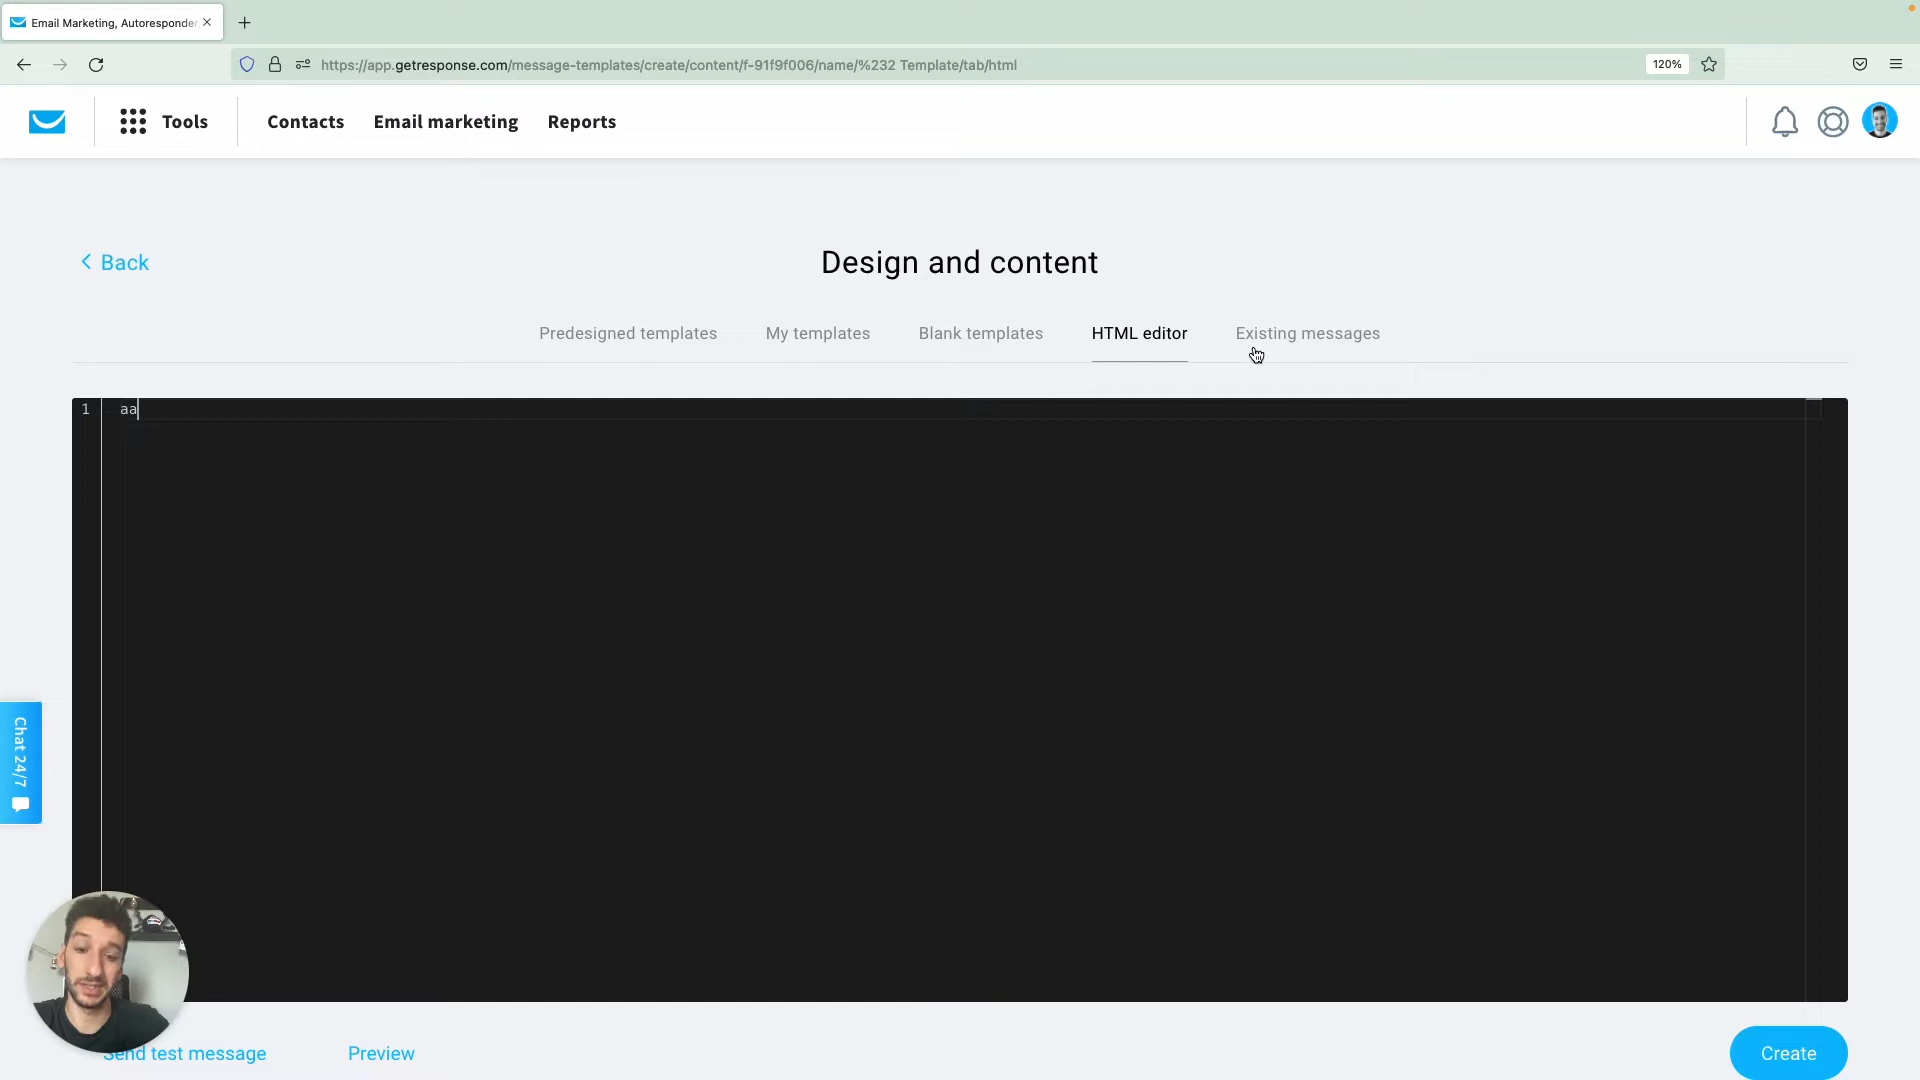 Email Marketing, Autoresponder
https://app.getresponse.com/message-templates/create/content/f-91f9f006/name/%232 Template/tab/html
120%
Tools
Contacts
Email marketing
Reports
Back
Design and content
Predesigned templates
My templates
Blank templates
HTML editor
Existing messages
1
aa
Chat 24/7
Send test message
Preview
Create